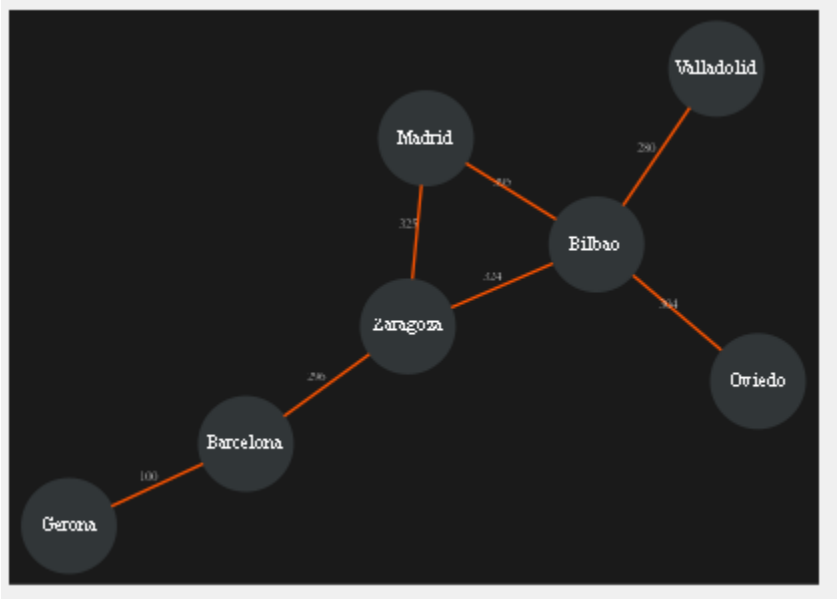 Valladolid
Madrid
280
325
Bilbao
324
Zaragoza
304
296
Oviedo
Barcelona
100
Gerona